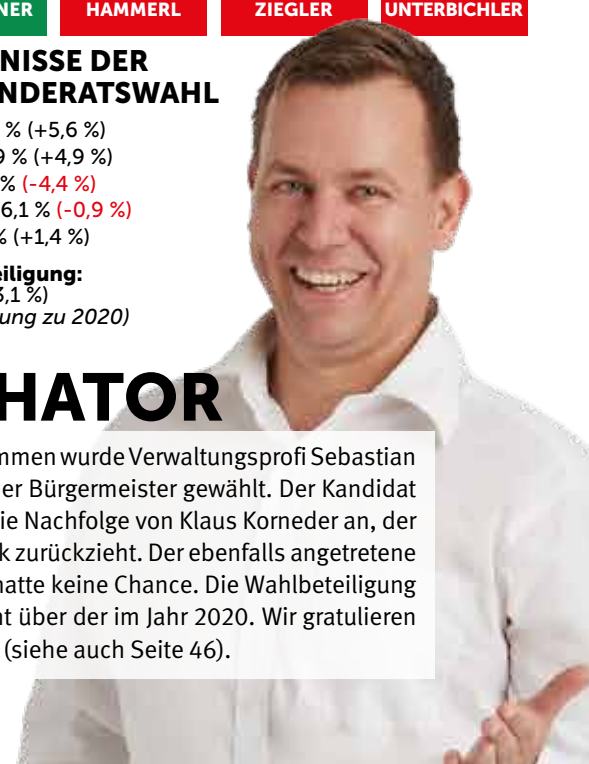 NER HAMMERL ZIEGLER UNTERBICHLER
NISSE DER
NDERATSWAHL
% (+5,6 %)
9 % (+4,9 %)
% (-4,4 %)
6,1 % (-0,9 %)
% (+1,4 %)
eiligung:
3,1 %)
ung zu 2020)
HATOR
mmen wurde Verwaltungsprofi Sebastian
er Bürgermeister gewählt. Der Kandidat
ie Nachfolge von Klaus Korneder an, der
k zurückzieht. Der ebenfalls angetretene
hatte keine Chance. Die Wahlbeteiligung
nt über der im Jahr 2020. Wir gratulieren
(siehe auch Seite 46).